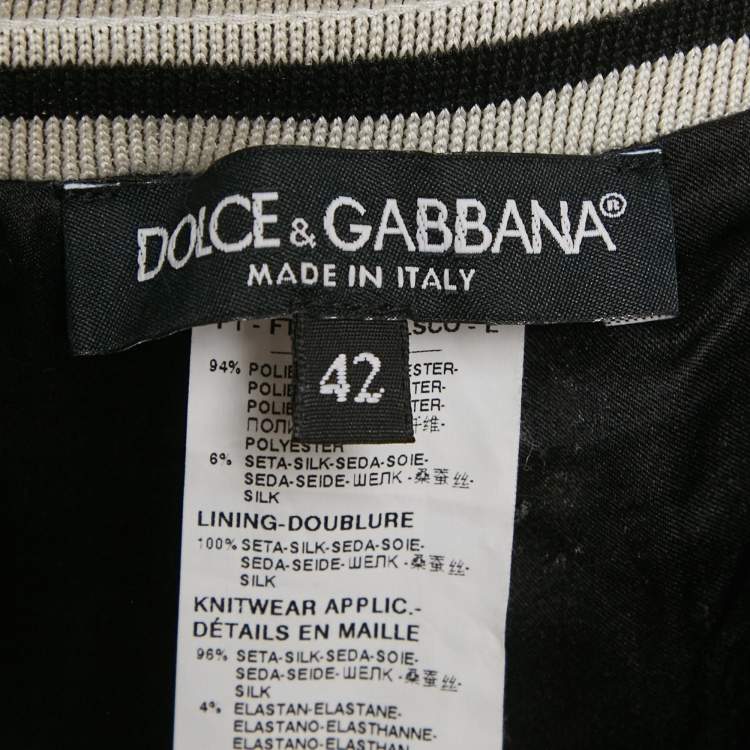 DOLCE & GABBANA®
MADE IN ITALY
42
94% POLIE
POLIE
POLIE
POLYESTER
6% SETA-SILK-SEDA-SOIE-
SEDA-SEIDE-ШЕЛК -桑蚕丝-
SILK
LINING-DOUBLURE
100% SETA-SILK-SEDA-SOIE-
SEDA-SEIDE-ШЕЛК -桑蚕丝-
SILK
KNITWEAR APPLIC.-
DÉTAILS EN MAILLE
96% SETA-SILK-SEDA-SOIE-
SEDA-SEIDE-ШЕЛК -桑蚕丝-
SILK
4% ELASTAN-ELASTANE-
ELASTANO-ELASTHANNE-